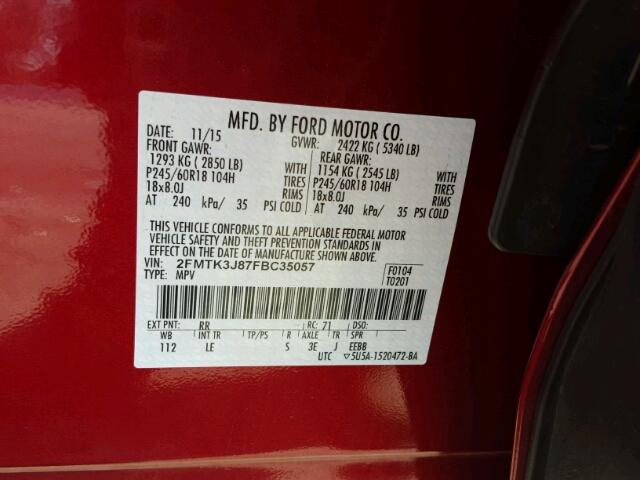 MFD. BY FORD MOTOR CO.
DATE: 11/15 GVWR: 2422 KG ( 5340 LB)
FRONT GAWR: REAR GAWR:
1293 KG ( 2850 LB) WITH 1154 KG ( 2545 LB) WITH
P245/60R18 104H TIRES P245/60R18 104H TIRES
18x8.0J RIMS 18x8.0J RIMS
AT 240 kPa/ 35 PSI COLD AT 240 kPa/ 35 PSI COLD
THIS VEHICLE CONFORMS TO ALL APPLICABLE FEDERAL MOTOR
VEHICLE SAFETY AND THEFT PREVENTION STANDARDS IN
EFFECT ON THE DATE OF MANUFACTURE SHOWN ABOVE.
VIN: 2FMTK3J87FBC35057 F0104
TYPE: MPV T0201
EXT PNT: RR RC: 71 DSO:
WB INT TR TP/PS R AXLE TR SPR
112 LE S 3E J EEBB
UTC ▽5U5A-1520472-BA